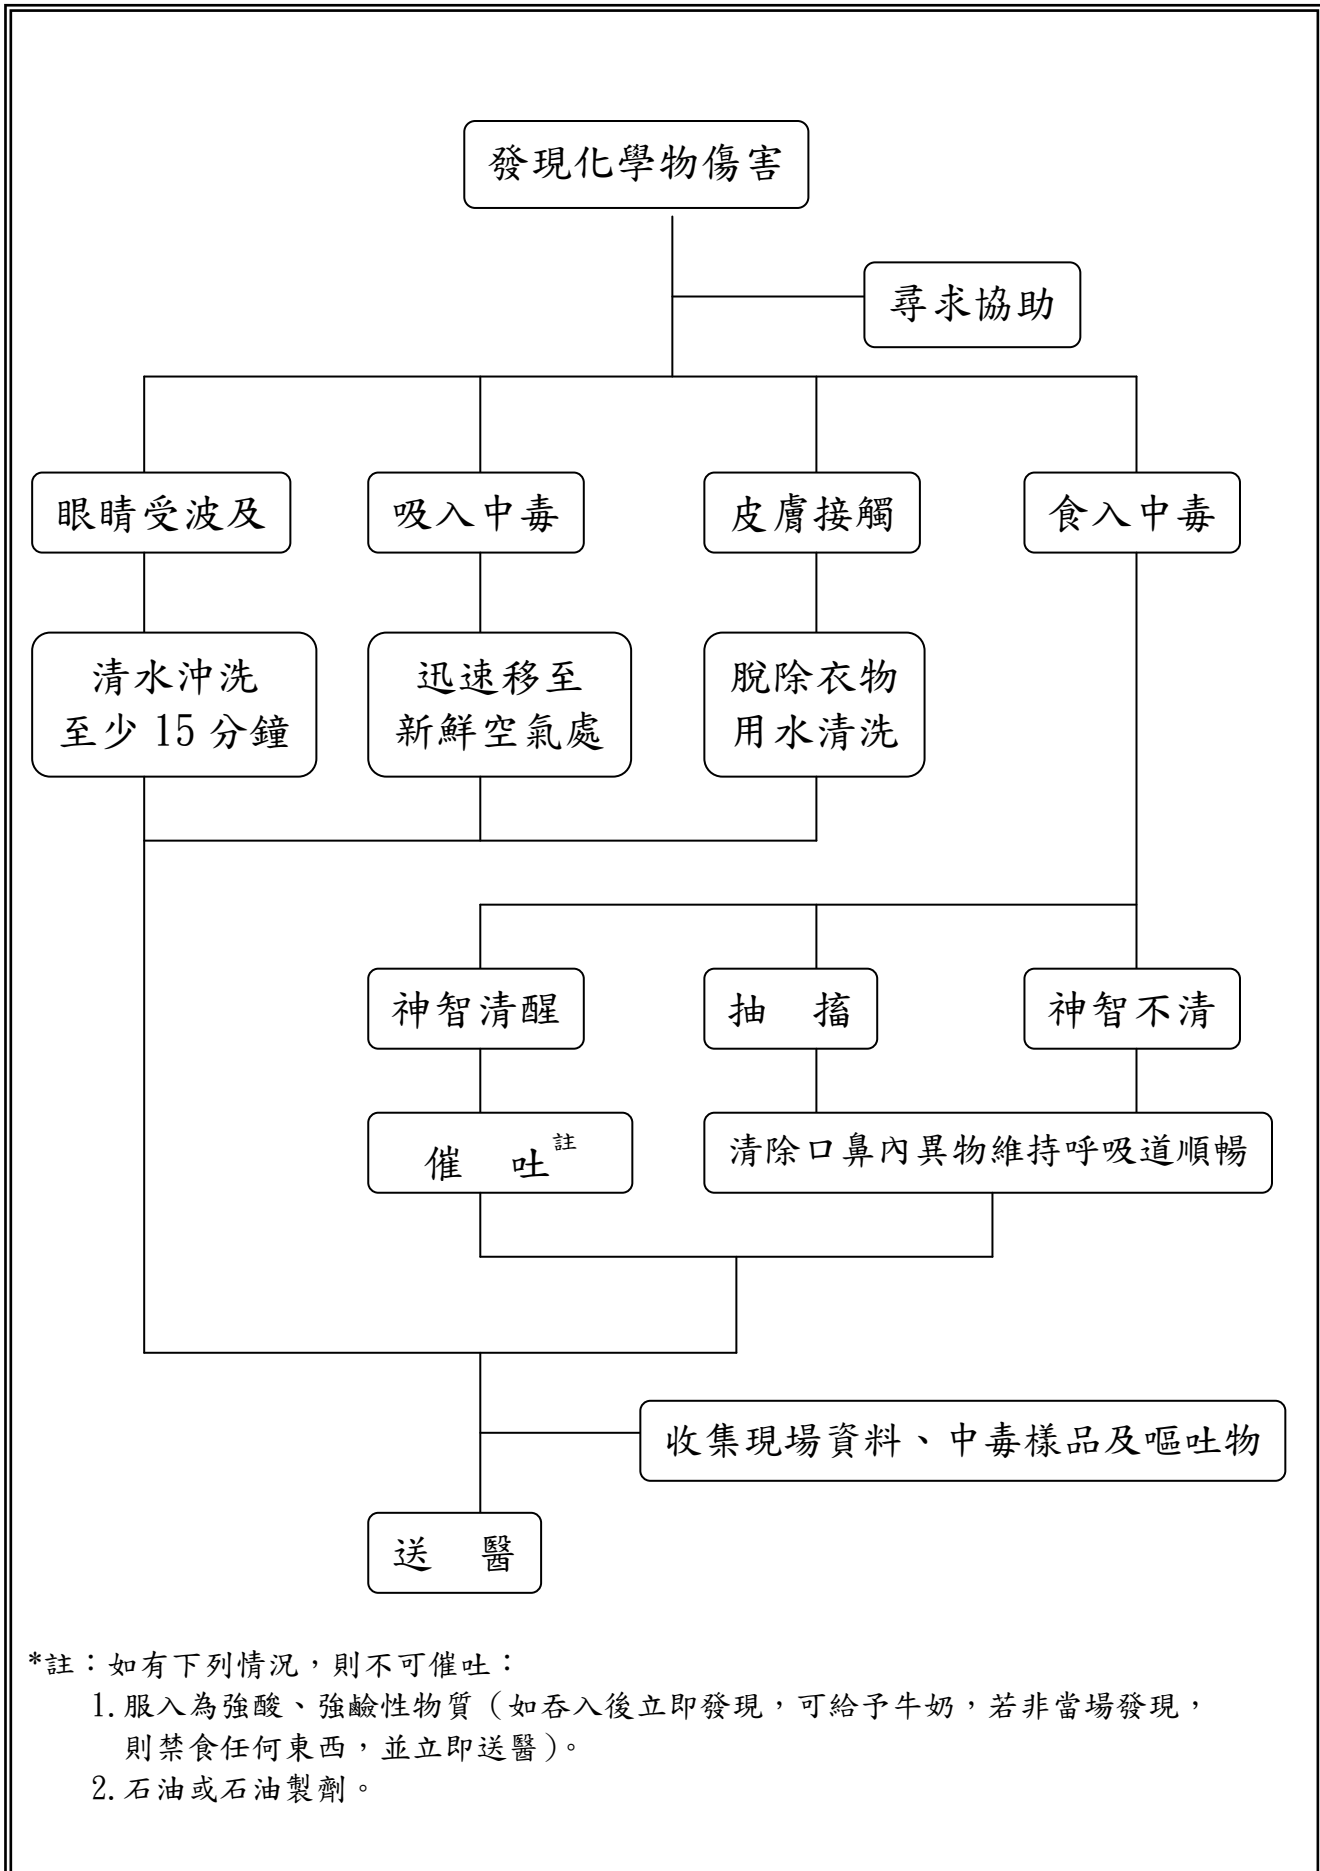 發現化學物傷害
尋求協助
眼睛受波及
吸入中毒
皮膚接觸
食入中毒
清水沖洗
至少 15 分鐘
迅速移至
新鮮空氣處
脫除衣物
用水清洗
神智清醒
抽 搐
神智不清
催 吐註
清除口鼻內異物維持呼吸道順暢
收集現場資料、中毒樣品及嘔吐物
送 醫
*註：如有下列情況，則不可催吐：
1.服入為強酸、強鹼性物質（如吞入後立即發現，可給予牛奶，若非當場發現，
則禁食任何東西，並立即送醫）。
2.石油或石油製劑。